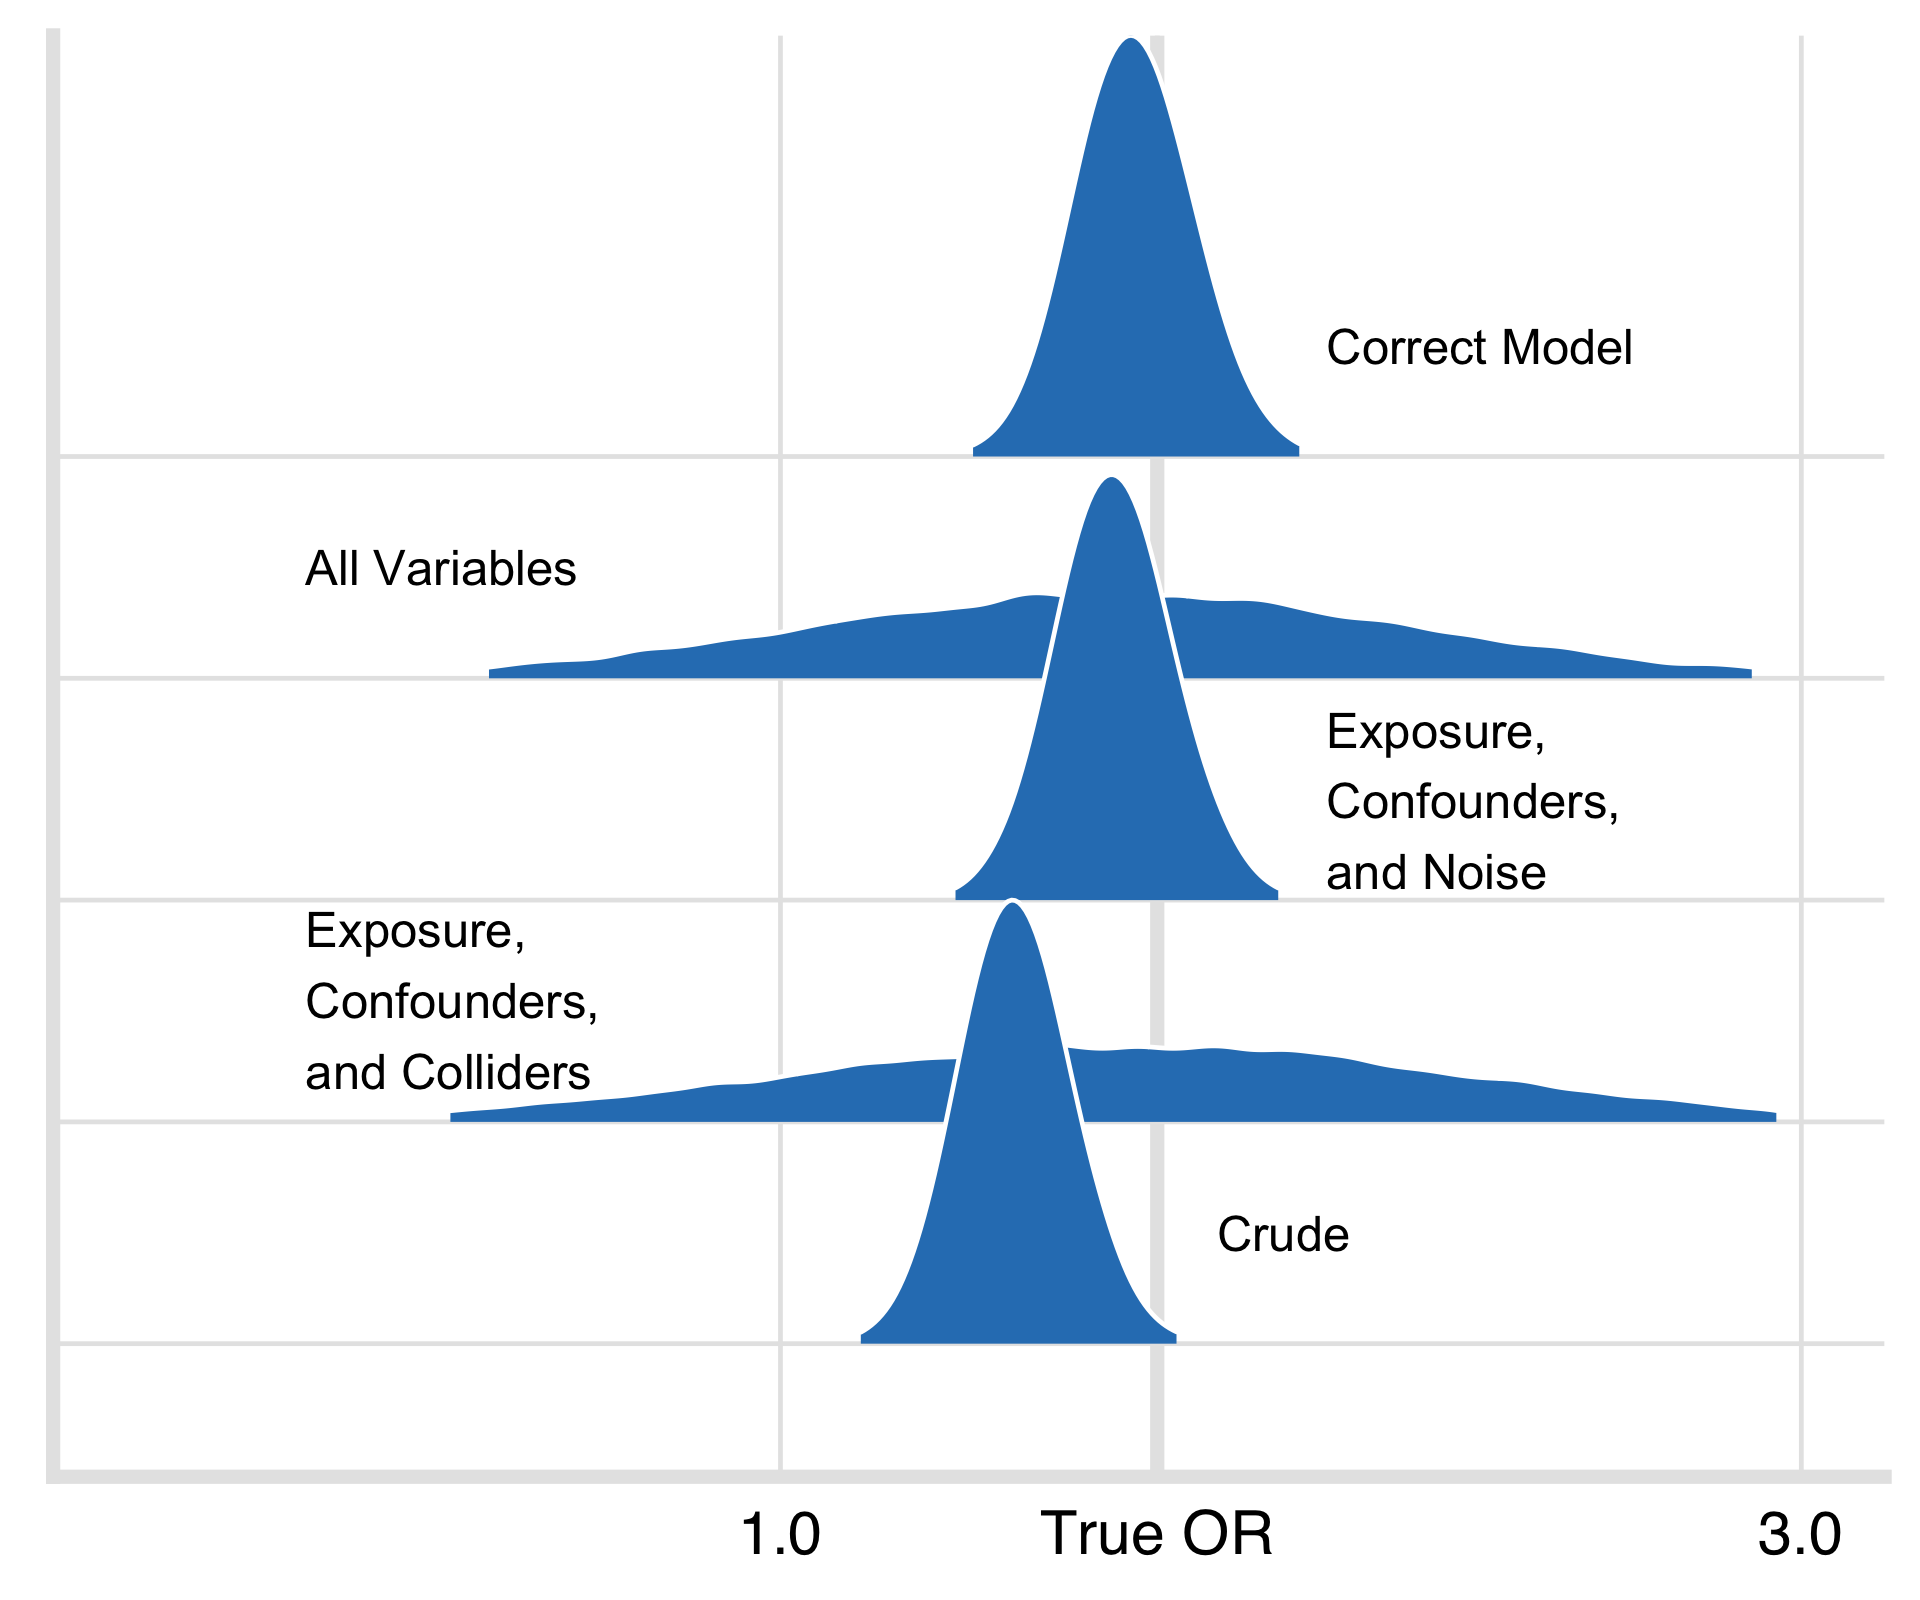 Correct Model
All Variables
Exposure,
Confounders,
and Noise
Exposure,
Confounders,
and Colliders
Crude
1.0
True OR
3.0